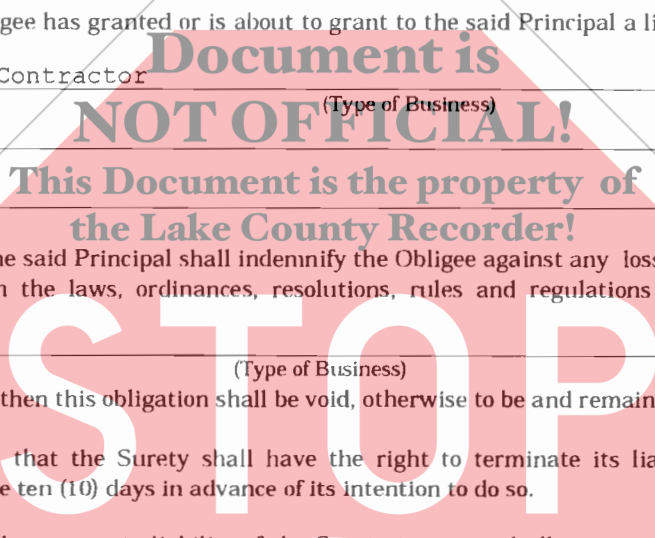 gee has granted or is about to grant to the said Principal a li
Document is
Contractor
(Type of Business)
NOT OFFICIAL!
This Document is the property of
the Lake County Recorder!
he said Principal shall indemnify the Obligee against any loss
n the laws, ordinances, resolutions, rules and regulations
STOP
(Type of Business)
then this obligation shall be void, otherwise to be and remain
that the Surety shall have the right to terminate its lia
e ten (10) days in advance of its intention to do so.